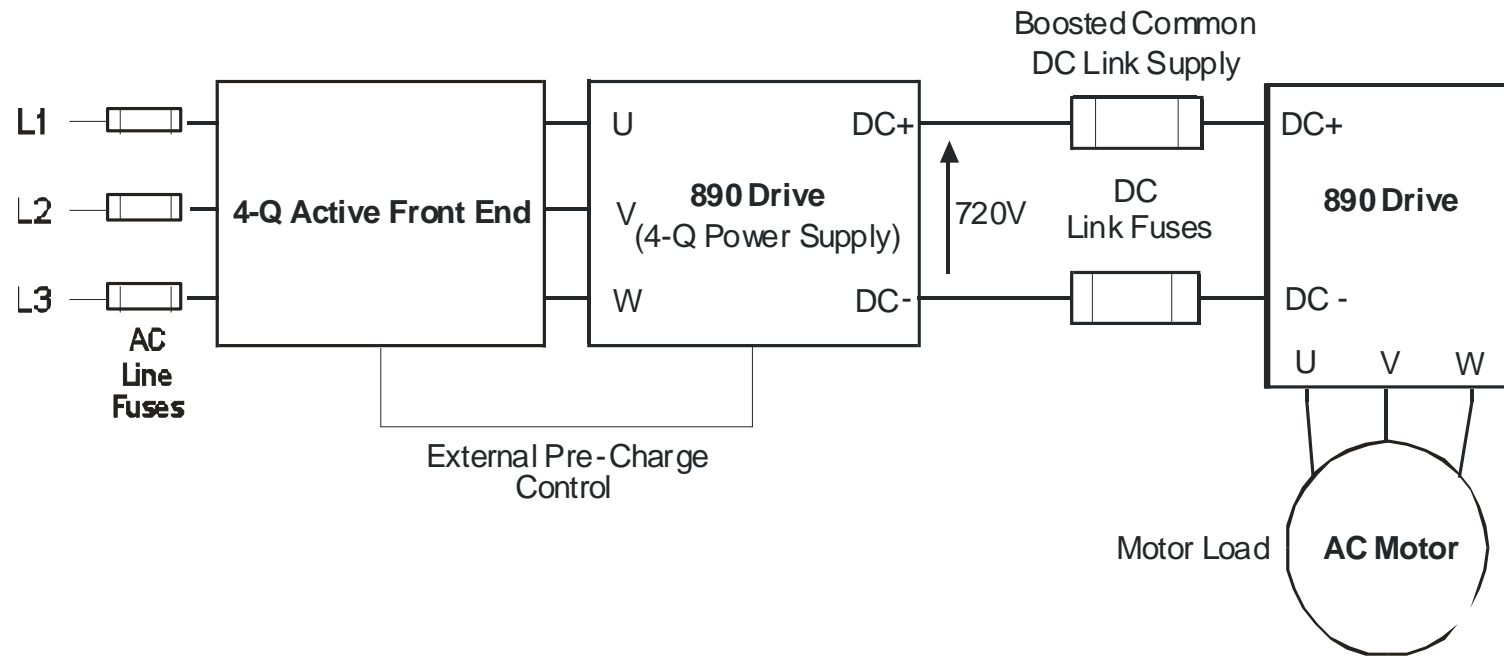 Boosted Common
DC Link Supply
L1
U
DC+
DC+
L2
4-Q Active Front End
V
890 Drive
(4-Q Power Supply)
720V
DC
Link Fuses
890 Drive
L3
W
DC-
DC -
AC
Line
Fuses
U
V
W
External Pre-Charge
Control
Motor Load
AC Motor